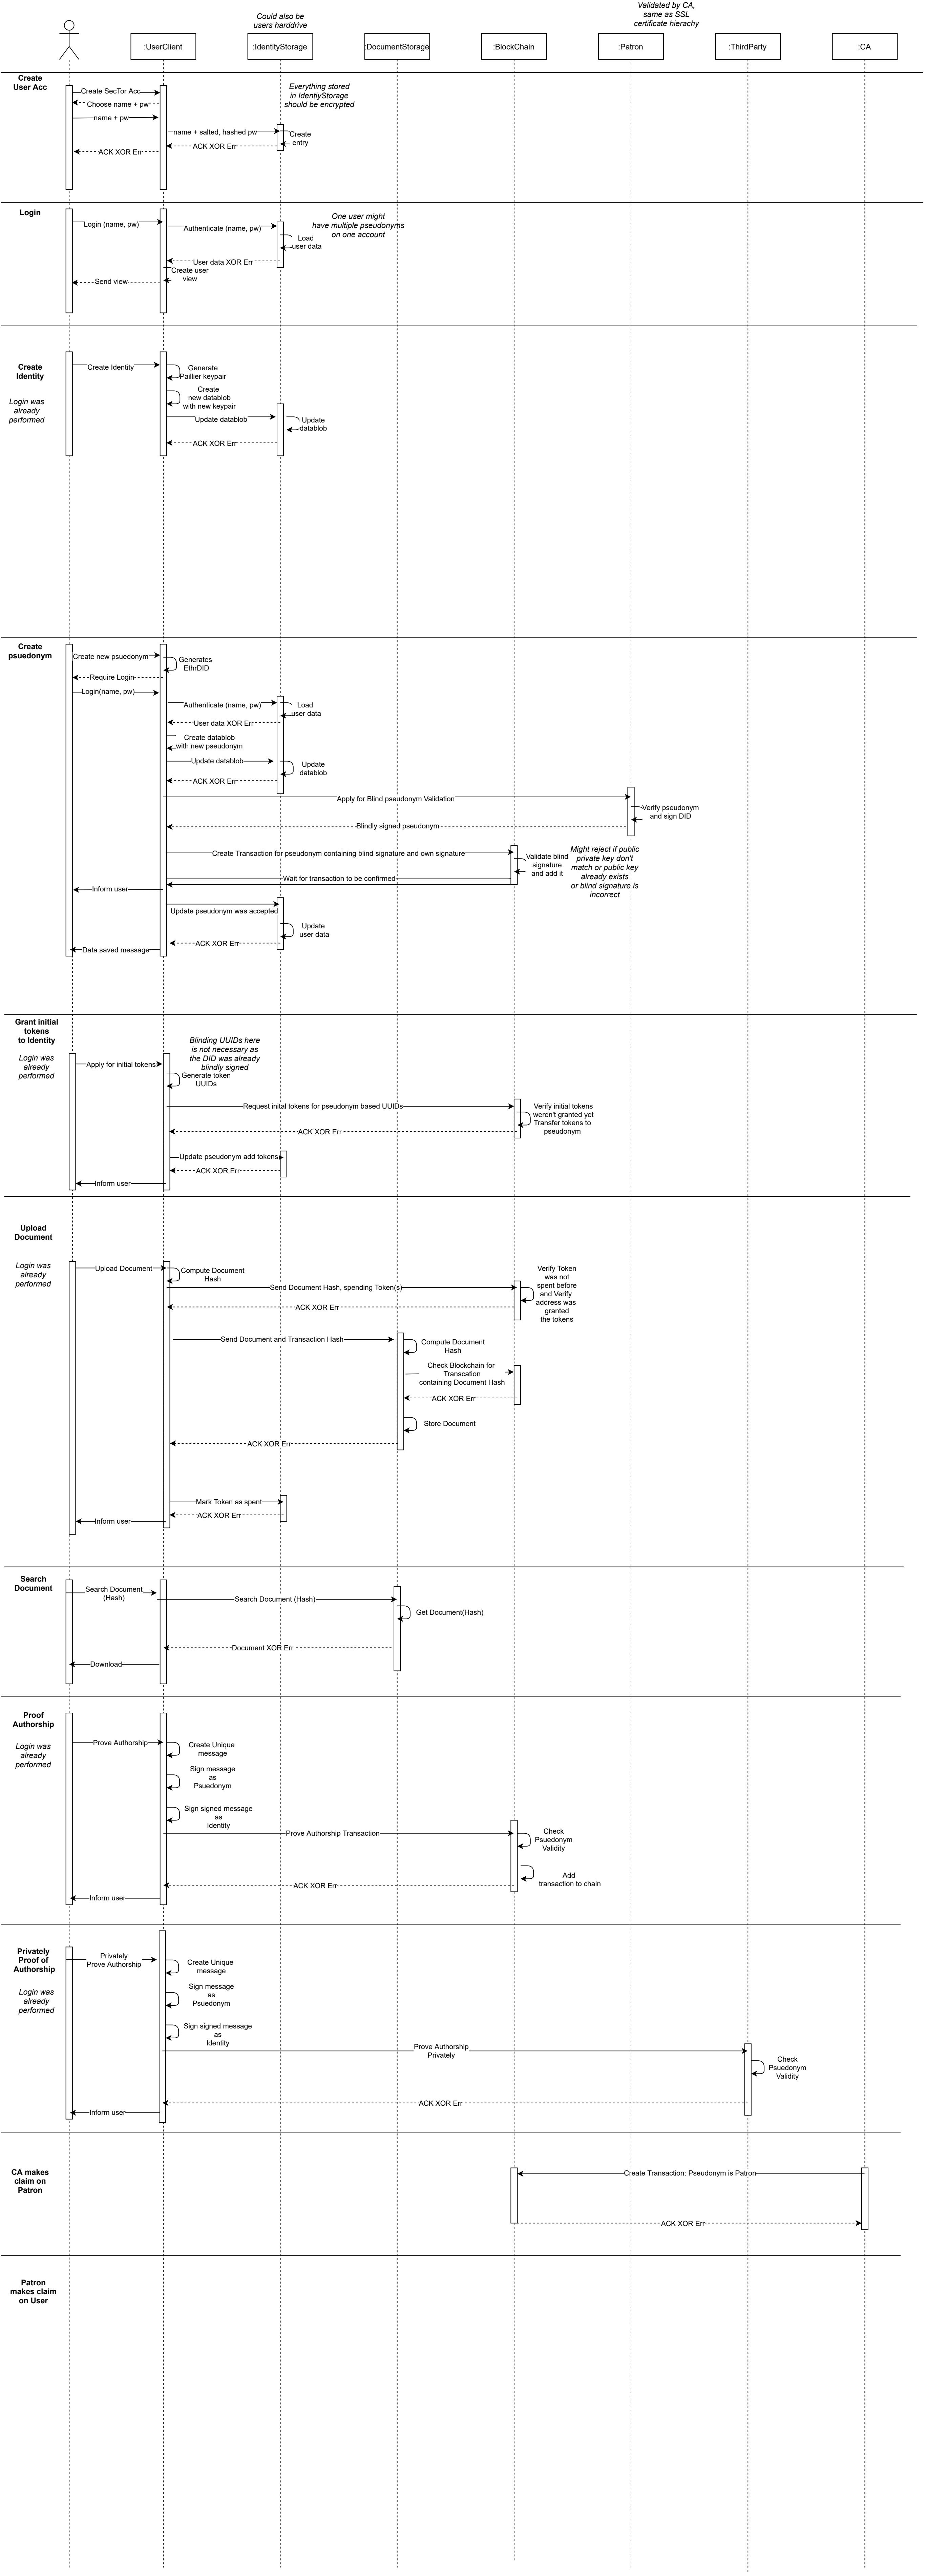 Could also be
users harddrive
Validated by CA,
same as SSL
certificate hierachy
:UserClient
:IdentityStorage
:DocumentStorage
:BlockChain
:Patron
:ThirdParty
:CA
Create
User Acc
Create SecTor Acc
Choose name + pw
name + pw
Everything stored
in IdentiyStorage
should be encrypted
name + salted, hashed pw
Create
entry
ACK XOR Err
ACK XOR Err
Login
Login (name, pw)
Authenticate (name, pw)
One user might
have multiple pseudonyms
on one account
Load
user data
User data XOR Err
Create user
view
Send view
Create
Identity
Login was
already
performed
Create Identity
Generate
Paillier keypair
Create
new datablob
with new keypair
Update datablob
Update
datablob
ACK XOR Err
Create
psuedonym
Create new psuedonym
Generates
EthrDID
Require Login
Login(name, pw)
Authenticate (name, pw)
Load
user data
User data XOR Err
Create datablob
with new pseudonym
Update datablob
Update
datablob
ACK XOR Err
Apply for Blind pseudonym Validation
Verify pseudonym
and sign DID
Blindly signed pseudonym
Create Transaction for pseudonym containing blind signature and own signature
Validate blind
signature
and add it
Might reject if public
private key don't
match or public key
already exists
or blind signature is
incorrect
Wait for transaction to be confirmed
Inform user
Update pseudonym was accepted
Update
user data
ACK XOR Err
Data saved message
Grant initial
tokens
to Identity
Login was
already
performed
Blinding UUIDs here
is not necessary as
the DID was already
blindly signed
Apply for initial tokens
Generate token
UUIDs
Request inital tokens for pseudonym based UUIDs
Verify initial tokens
weren't granted yet
Transfer tokens to
pseudonym
ACK XOR Err
Update pseudonym add tokens
ACK XOR Err
Inform user
Upload
Document
Login was
already
performed
Upload Document
Compute Document
Hash
Send Document Hash, spending Token(s)
Verify Token
was not
spent before
and Verify
address was
granted
the tokens
ACK XOR Err
Send Document and Transaction Hash
Compute Document
Hash
Check Blockchain for
Transcation
containing Document Hash
ACK XOR Err
Store Document
ACK XOR Err
Mark Token as spent
ACK XOR Err
Inform user
Search
Document
Search Document
(Hash)
Search Document (Hash)
Get Document(Hash)
Document XOR Err
Download
Proof
Authorship
Login was
already
performed
Prove Authorship
Create Unique
message
Sign message
as
Psuedonym
Sign signed message
as
Identity
Prove Authorship Transaction
Check
Psuedonym
Validity
Add
transaction to chain
ACK XOR Err
Inform user
Privately
Proof of
Authorship
Login was
already
performed
Privately
Prove Authorship
Create Unique
message
Sign message
as
Psuedonym
Sign signed message
as
Identity
Prove Authorship
Privately
Check
Psuedonym
Validity
ACK XOR Err
Inform user
CA makes
claim on
Patron
Create Transaction: Pseudonym is Patron
ACK XOR Err
Patron
makes claim
on User